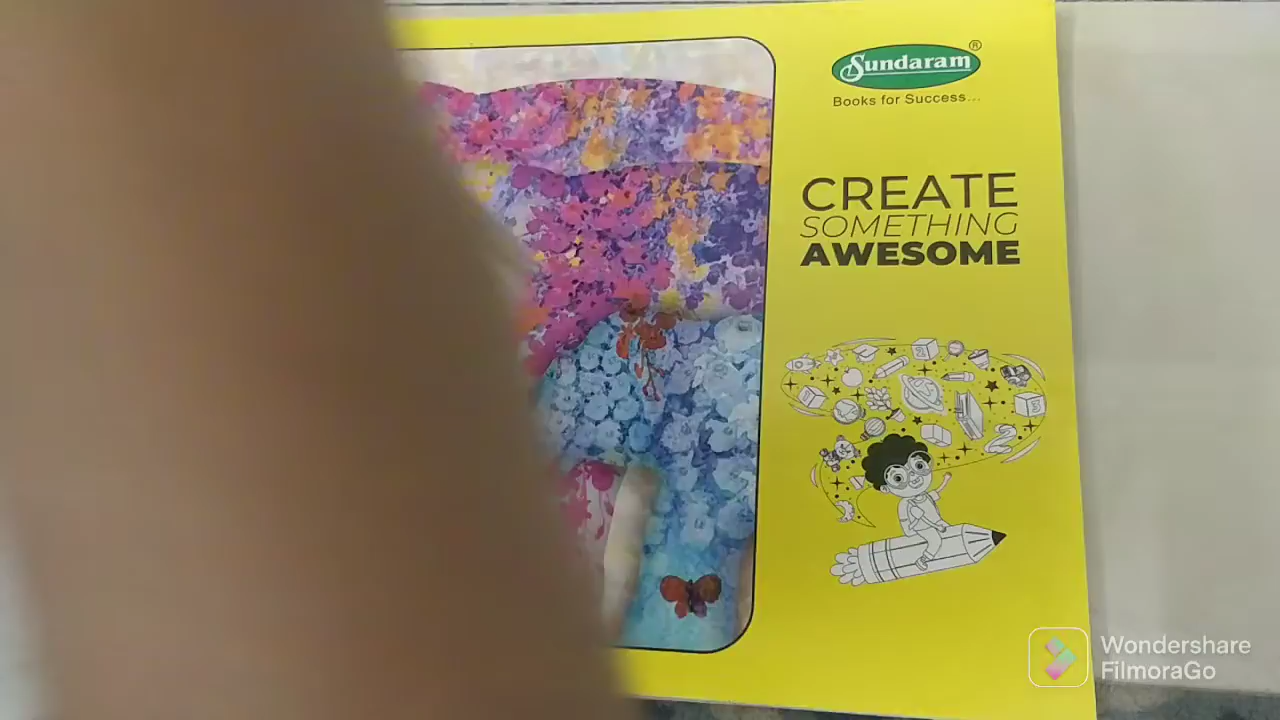 Sundaram
®
Books for Success...
CREATE
SOMETHING
AWESOME
Wondershare
FilmoraGo